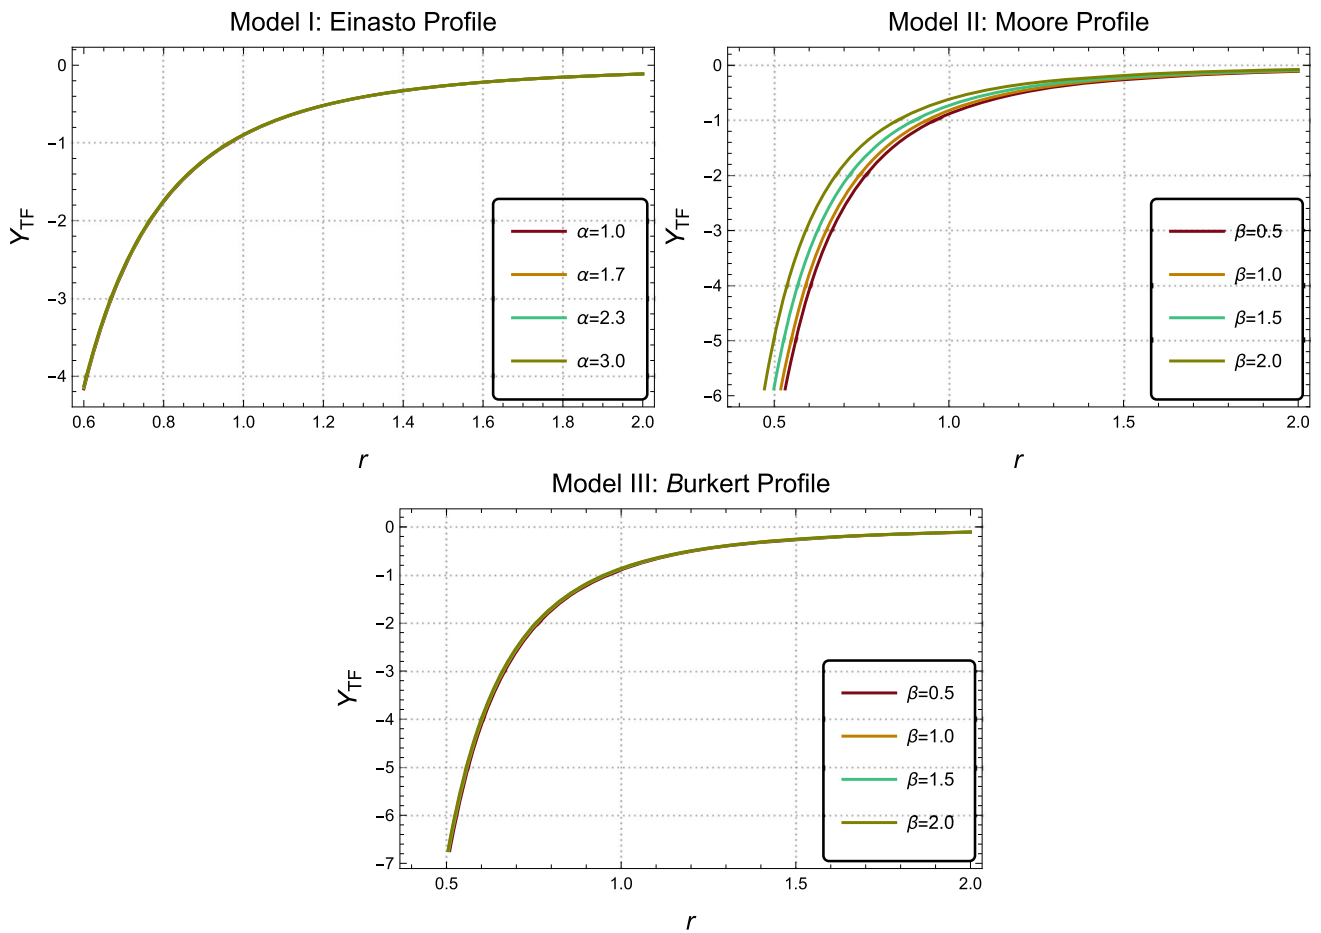 Model I: Einasto Profile
0
−1
−2
−3
−4
Y_TF
0.6
0.8
1.0
1.2
1.4
1.6
1.8
2.0
r
α=1.0
α=1.7
α=2.3
α=3.0
Model II: Moore Profile
0
−1
−2
−3
−4
−5
−6
Y_TF
0.5
1.0
1.5
2.0
r
β=0.5
β=1.0
β=1.5
β=2.0
Model III: Burkert Profile
0
−1
−2
−3
−4
−5
−6
−7
Y_TF
0.5
1.0
1.5
2.0
r
β=0.5
β=1.0
β=1.5
β=2.0